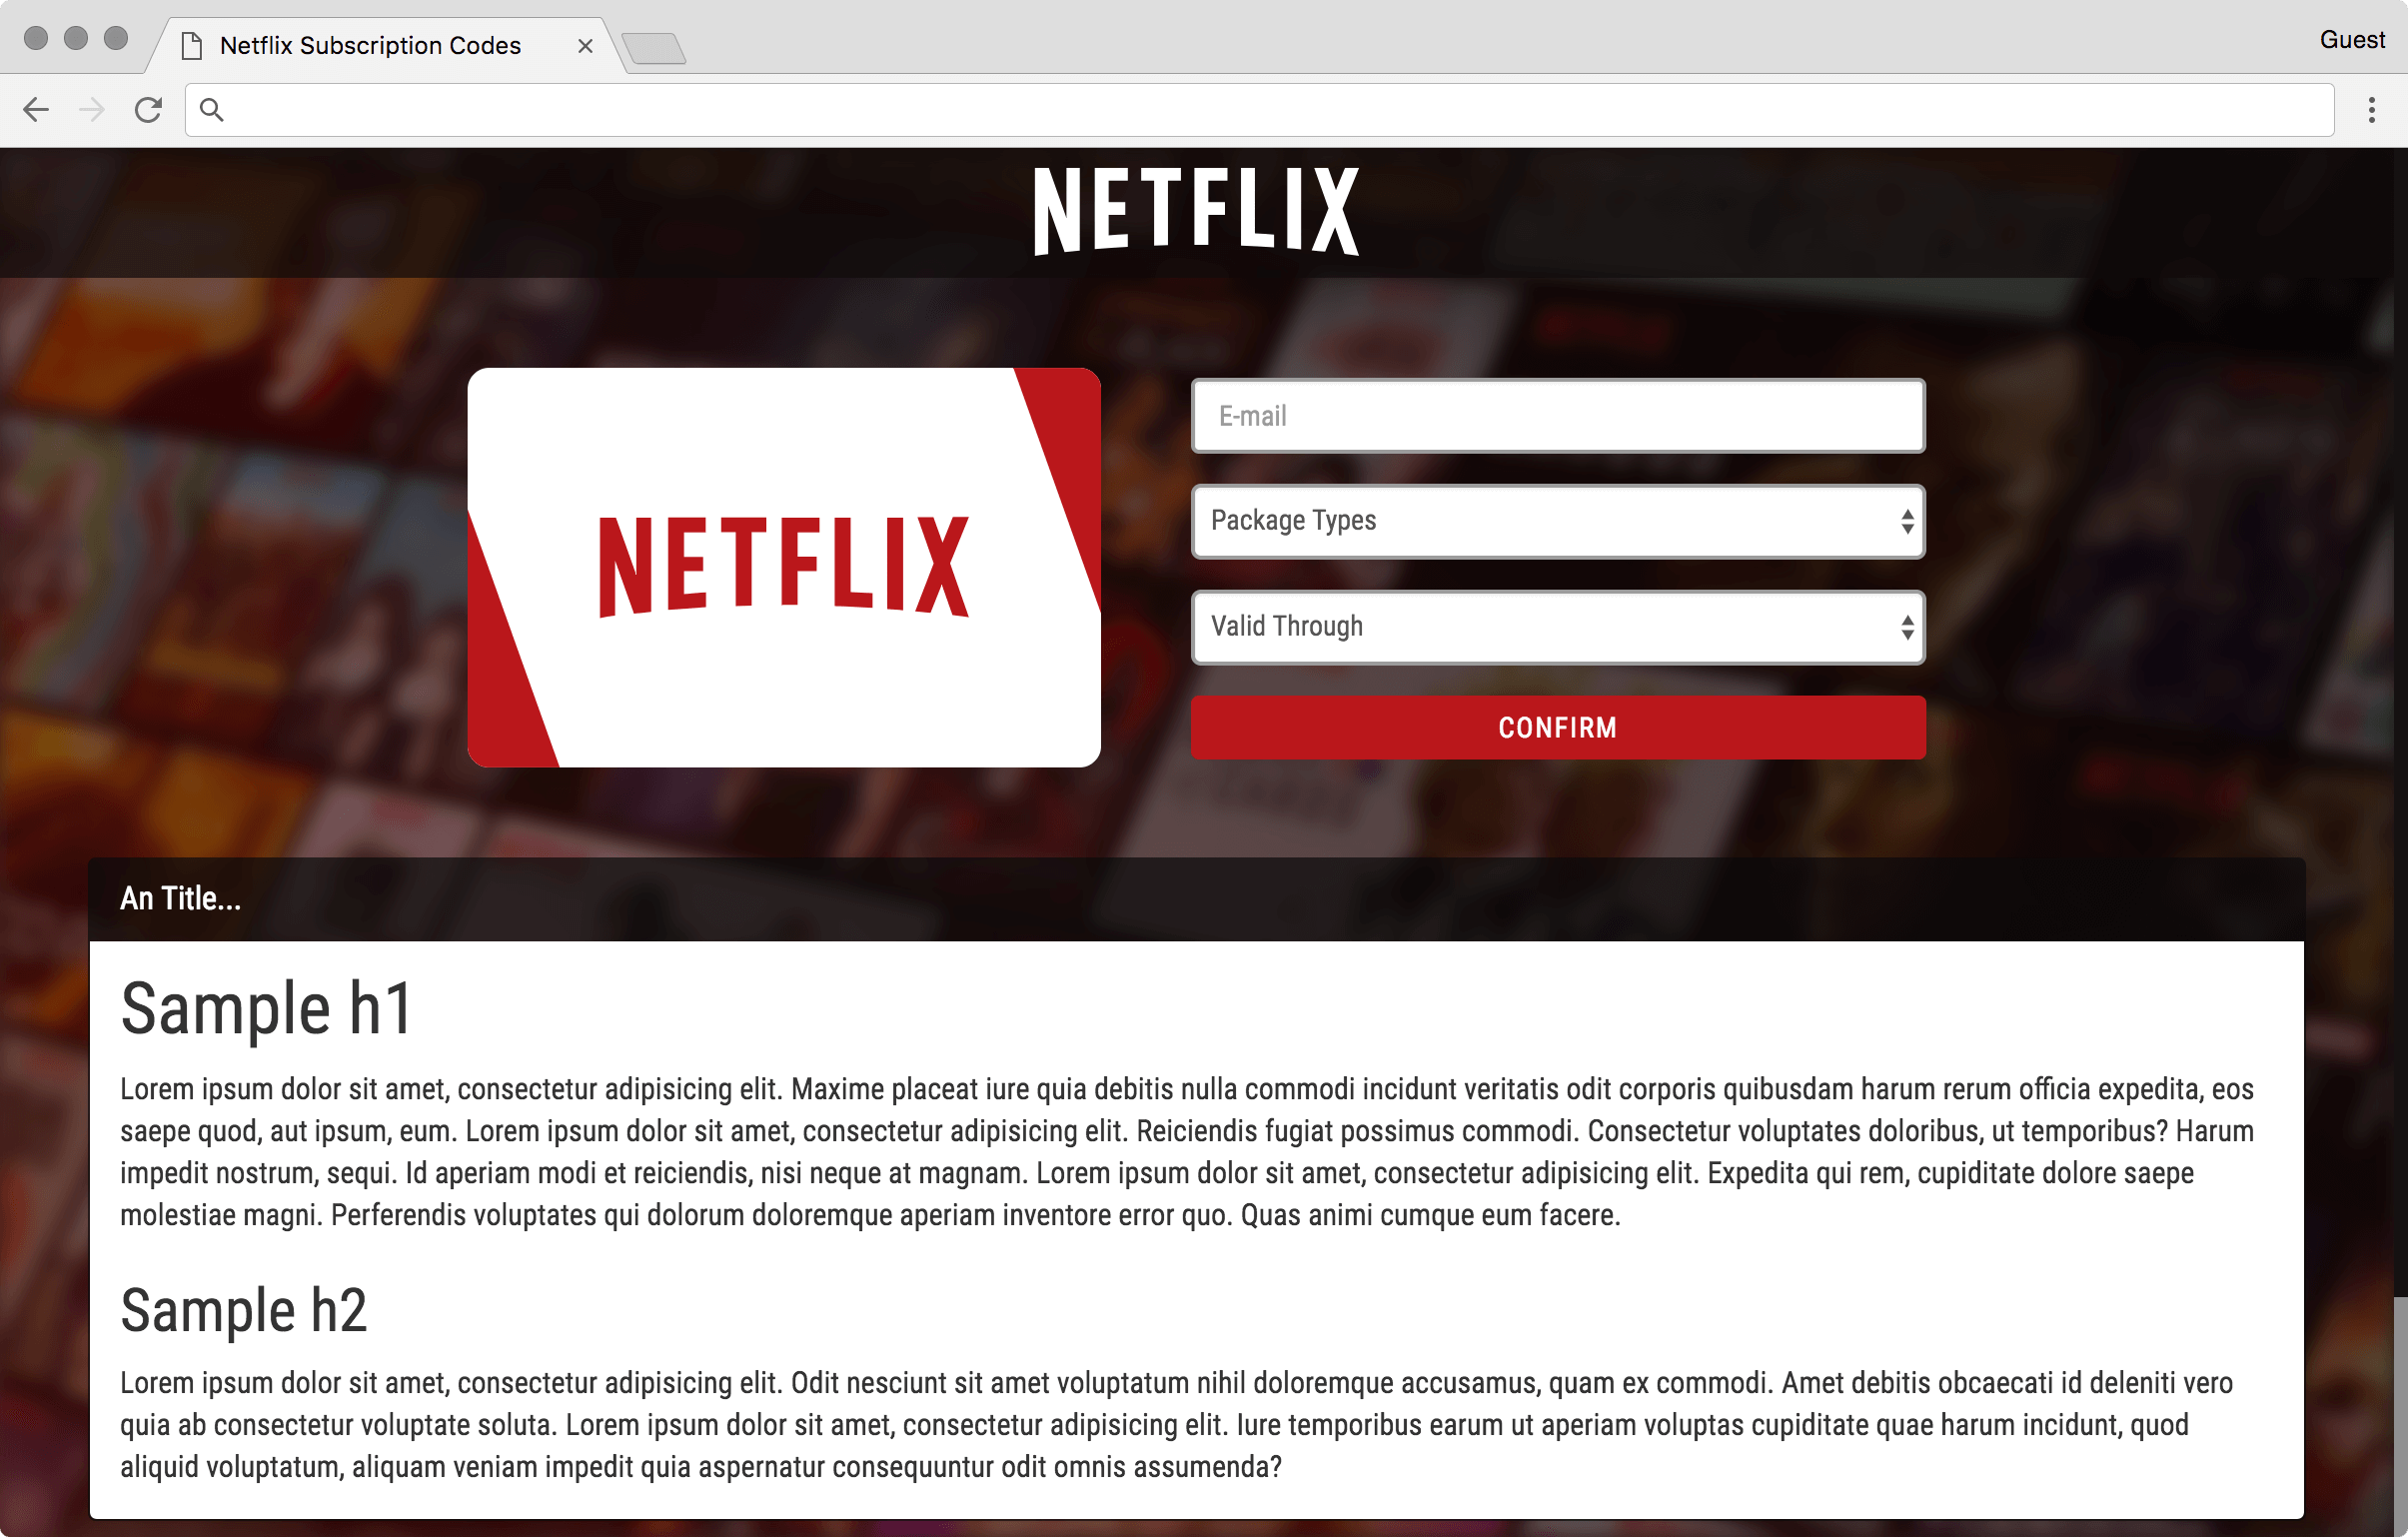 Netflix Subscription Codes
Guest
NETFLIX
NETFLIX
E-mail
Package Types
Valid Through
CONFIRM
An Title...
Sample h1
Lorem ipsum dolor sit amet, consectetur adipisicing elit. Maxime placeat iure quia debitis nulla commodi incidunt veritatis odit corporis quibusdam harum rerum officia expedita, eos
saepe quod, aut ipsum, eum. Lorem ipsum dolor sit amet, consectetur adipisicing elit. Reiciendis fugiat possimus commodi. Consectetur voluptates doloribus, ut temporibus? Harum
impedit nostrum, sequi. Id aperiam modi et reiciendis, nisi neque at magnam. Lorem ipsum dolor sit amet, consectetur adipisicing elit. Expedita qui rem, cupiditate dolore saepe
molestiae magni. Perferendis voluptates qui dolorum doloremque aperiam inventore error quo. Quas animi cumque eum facere.
Sample h2
Lorem ipsum dolor sit amet, consectetur adipisicing elit. Odit nesciunt sit amet voluptatum nihil doloremque accusamus, quam ex commodi. Amet debitis obcaecati id deleniti vero
quia ab consectetur voluptate soluta. Lorem ipsum dolor sit amet, consectetur adipisicing elit. Iure temporibus earum ut aperiam voluptas cupiditate quae harum incidunt, quod
aliquid voluptatum, aliquam veniam impedit quia aspernatur consequuntur odit omnis assumenda?